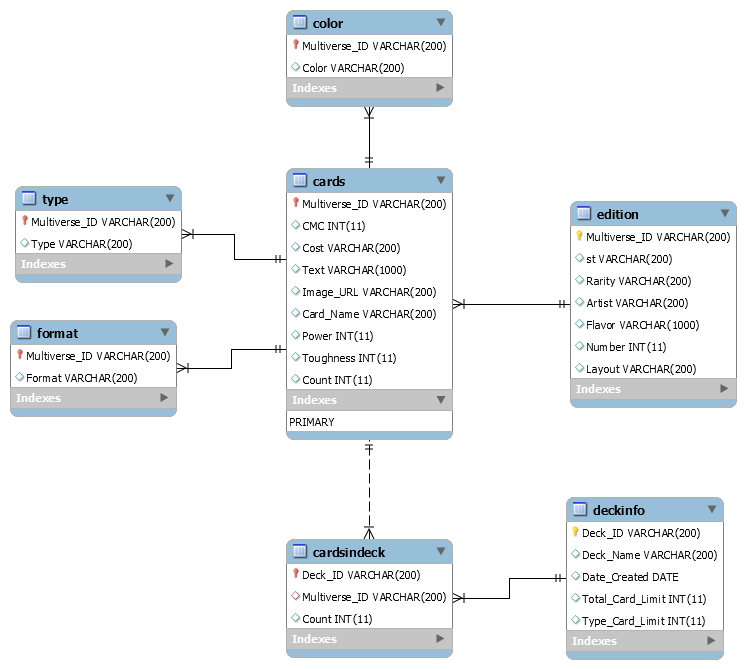 color
Multiverse_ID VARCHAR(200)
Color VARCHAR(200)
Indexes
type
Multiverse_ID VARCHAR(200)
Type VARCHAR(200)
Indexes
format
Multiverse_ID VARCHAR(200)
Format VARCHAR(200)
Indexes
cards
Multiverse_ID VARCHAR(200)
CMC INT(11)
Cost VARCHAR(200)
Text VARCHAR(1000)
Image_URL VARCHAR(200)
Card_Name VARCHAR(200)
Power INT(11)
Toughness INT(11)
Count INT(11)
Indexes
PRIMARY
edition
Multiverse_ID VARCHAR(200)
st VARCHAR(200)
Rarity VARCHAR(200)
Artist VARCHAR(200)
Flavor VARCHAR(1000)
Number INT(11)
Layout VARCHAR(200)
Indexes
cardsindeck
Deck_ID VARCHAR(200)
Multiverse_ID VARCHAR(200)
Count INT(11)
Indexes
deckinfo
Deck_ID VARCHAR(200)
Deck_Name VARCHAR(200)
Date_Created DATE
Total_Card_Limit INT(11)
Type_Card_Limit INT(11)
Indexes